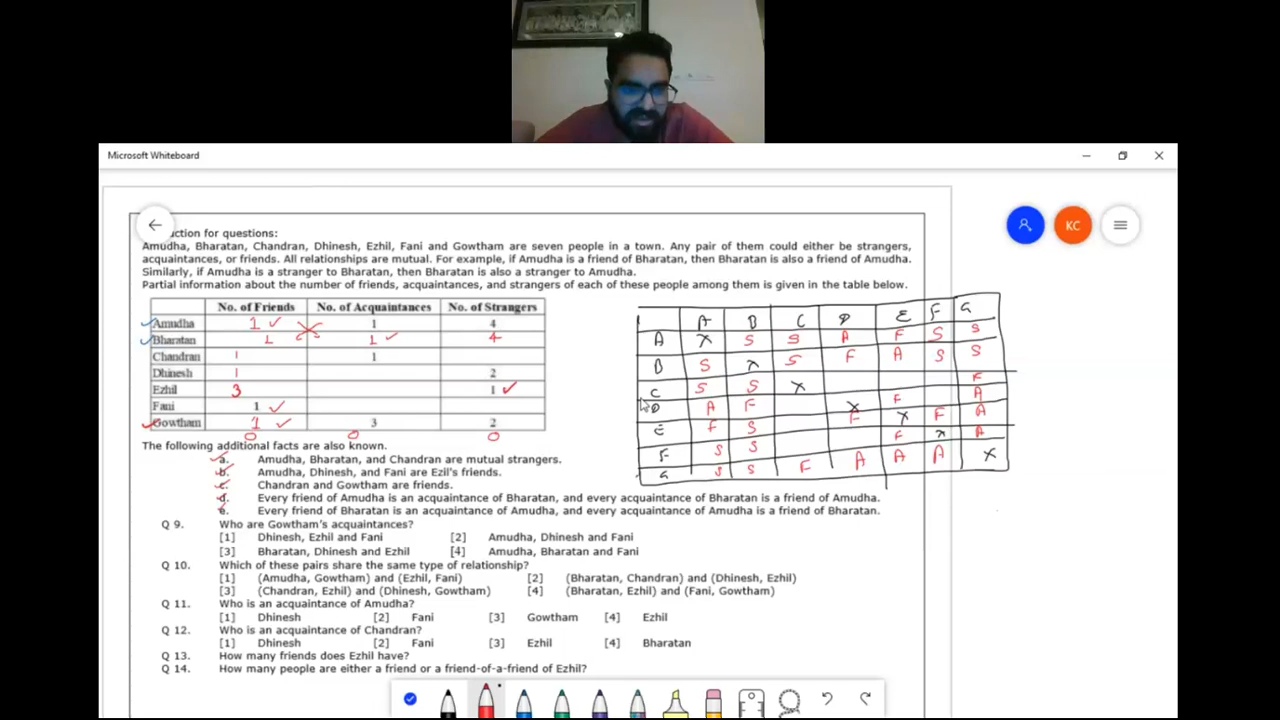 Microsoft Whiteboard
KC
uction for questions:
Amudha, Bharatan, Chandran, Dhinesh, Ezhil, Fani and Gowtham are seven people in a town. Any pair of them could either be strangers,
acquaintances, or friends. All relationships are mutual. For example, if Amudha is a friend of Bharatan, then Bharatan is also a friend of Amudha.
Similarly, if Amudha is a stranger to Bharatan, then Bharatan is also a stranger to Amudha.
Partial information about the number of friends, acquaintances, and strangers of each of these people among them is given in the table below.
No. of Friends No. of Acquaintances No. of Strangers
Amudha 1 1 4
Bharatan 1 1 4
Chandran 1 1
Dhinesh 1 2
Ezhil 3 1
Fani 1
Gowtham 1 3 2
0 0 0
A B C D E F G
A x S S A F S S
B S x S F A S S
C S S x F
D A F x F A
E F S F x F A
F S S F x A
G S S F A A A x
The following additional facts are also known.
a. Amudha, Bharatan, and Chandran are mutual strangers.
b. Amudha, Dhinesh, and Fani are Ezil's friends.
c. Chandran and Gowtham are friends.
d. Every friend of Amudha is an acquaintance of Bharatan, and every acquaintance of Bharatan is a friend of Amudha.
e. Every friend of Bharatan is an acquaintance of Amudha, and every acquaintance of Amudha is a friend of Bharatan.
Q 9. Who are Gowtham's acquaintances?
[1] Dhinesh, Ezhil and Fani [2] Amudha, Dhinesh and Fani
[3] Bharatan, Dhinesh and Ezhil [4] Amudha, Bharatan and Fani
Q 10. Which of these pairs share the same type of relationship?
[1] (Amudha, Gowtham) and (Ezhil, Fani) [2] (Bharatan, Chandran) and (Dhinesh, Ezhil)
[3] (Chandran, Ezhil) and (Dhinesh, Gowtham) [4] (Bharatan, Ezhil) and (Fani, Gowtham)
Q 11. Who is an acquaintance of Amudha?
[1] Dhinesh [2] Fani [3] Gowtham [4] Ezhil
Q 12. Who is an acquaintance of Chandran?
[1] Dhinesh [2] Fani [3] Ezhil [4] Bharatan
Q 13. How many friends does Ezhil have?
Q 14. How many people are either a friend or a friend-of-a-friend of Ezhil?